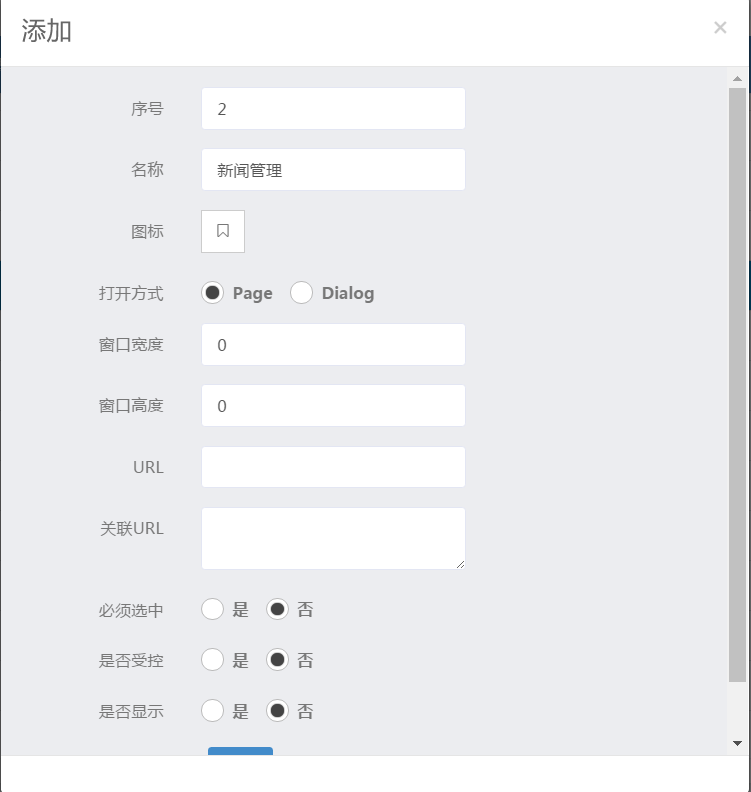 添加
×
序号 2
名称 新闻管理
图标
打开方式 Page Dialog
窗口宽度 0
窗口高度 0
URL
关联URL
必须选中 是 否
是否受控 是 否
是否显示 是 否